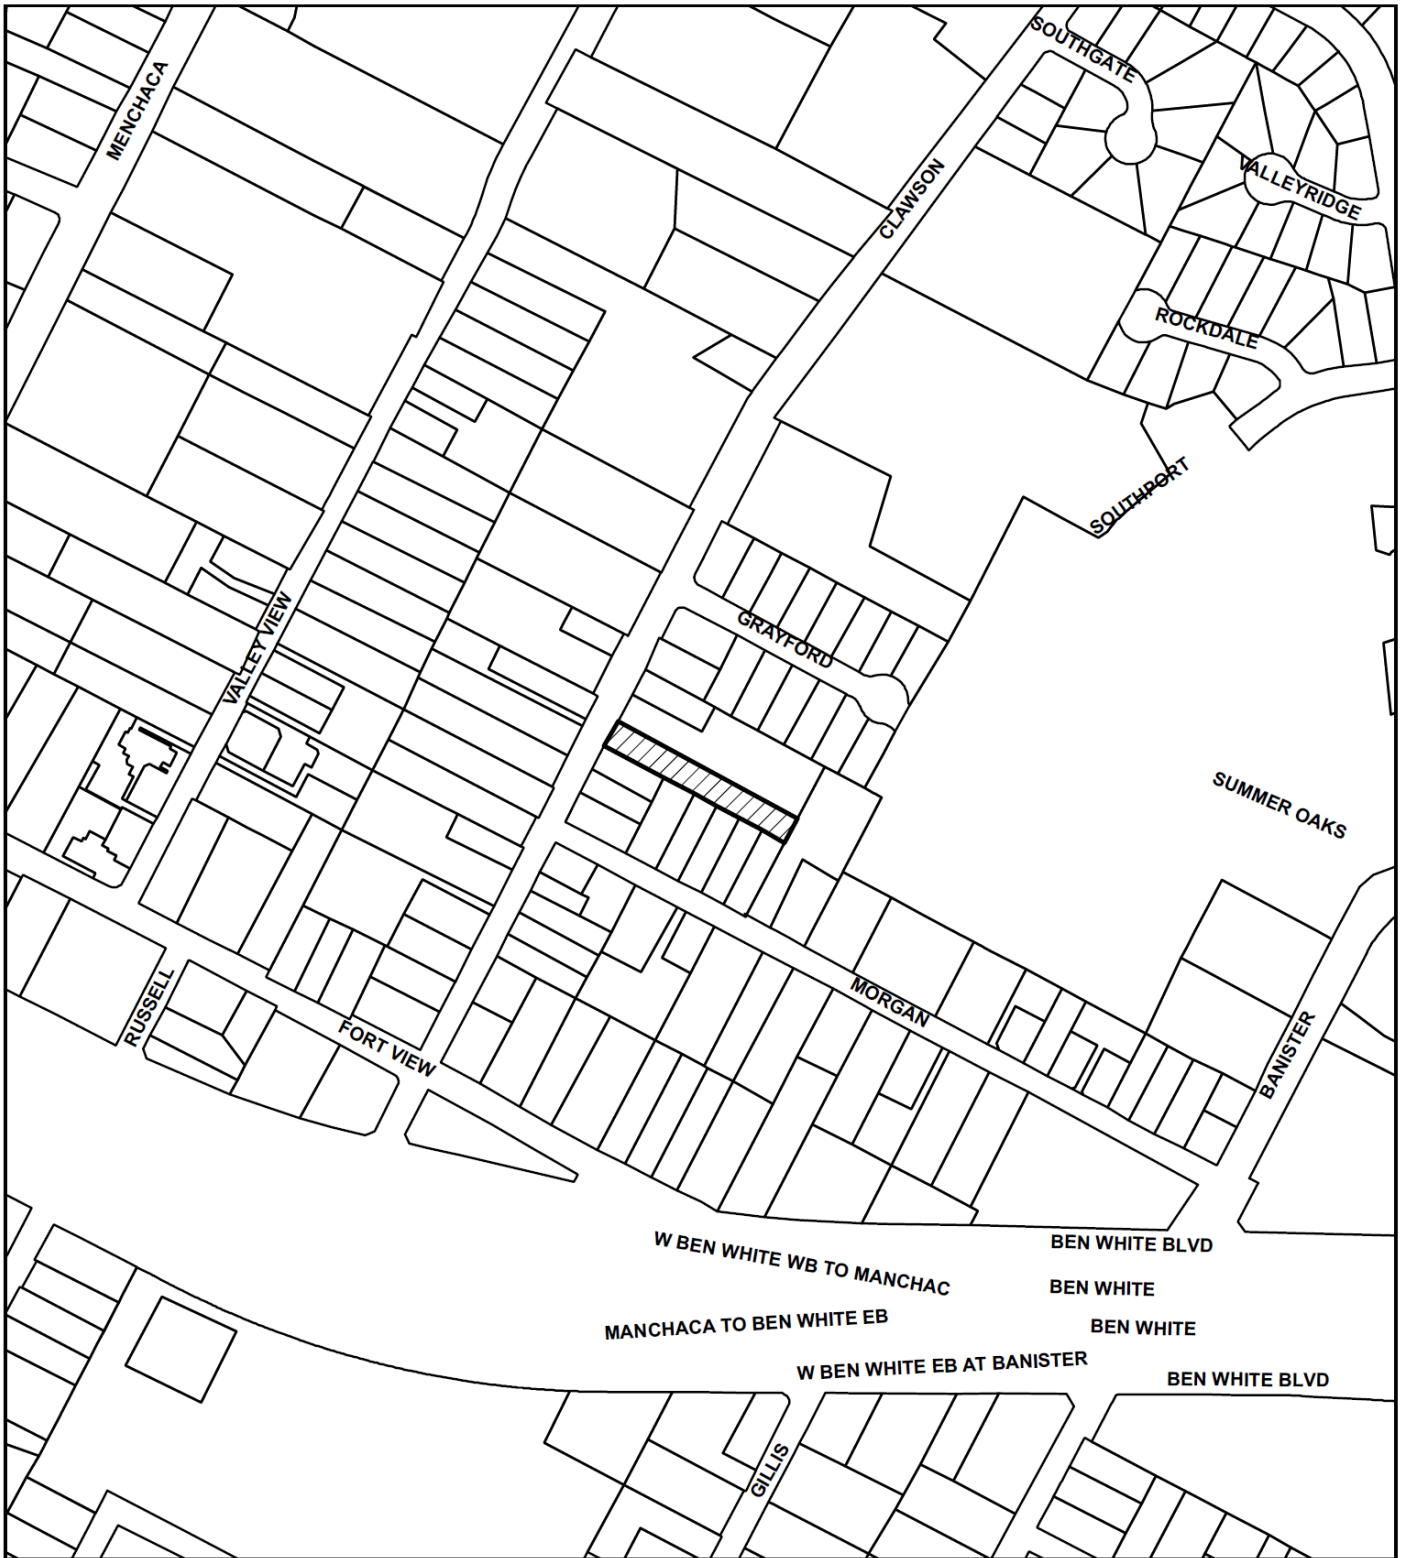 SOUTHGATE
MENCHACA
VALLEYRIDGE
CLAWSON
ROCKDALE
SOUTHPORT
GRAYFORD
VALLEY VIEW
SUMMER OAKS
MORGAN
RUSSELL
FORT VIEW
BANISTER
W BEN WHITE WB TO MANCHAC
BEN WHITE BLVD
BEN WHITE
MANCHACA TO BEN WHITE EB
BEN WHITE
W BEN WHITE EB AT BANISTER
BEN WHITE BLVD
GILLIS